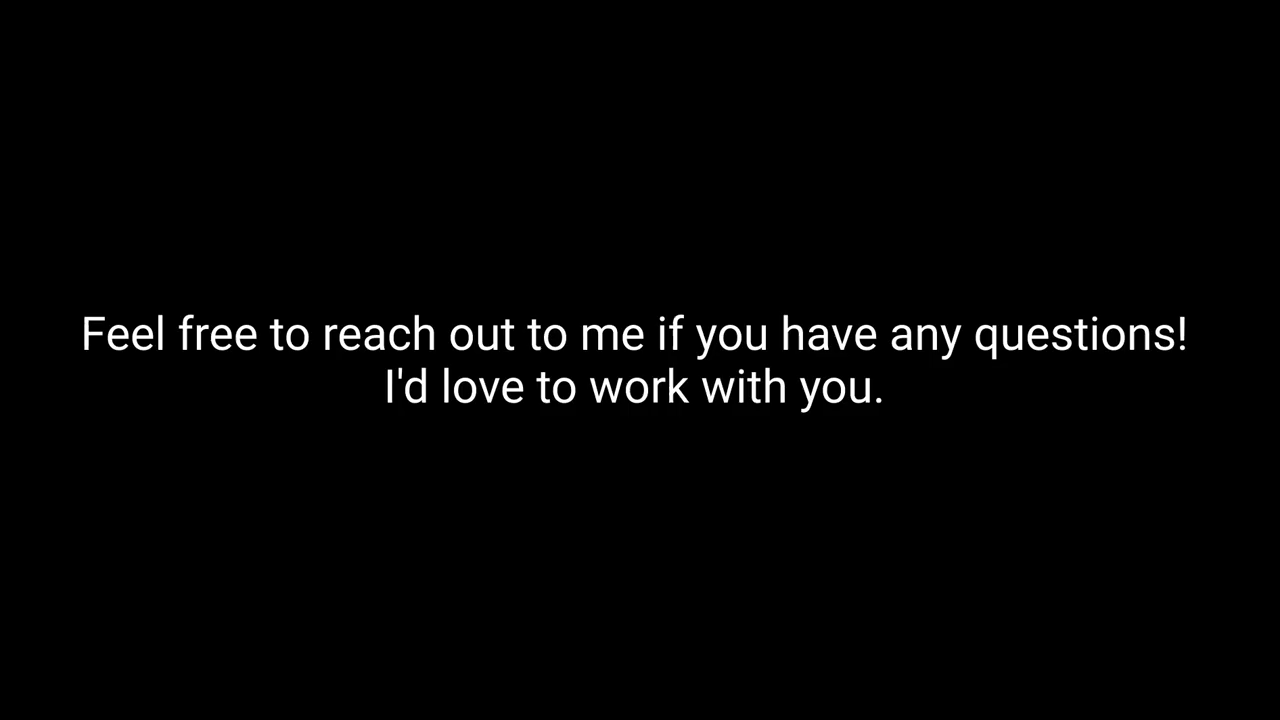 Feel free to reach out to me if you have any questions!
I'd love to work with you.